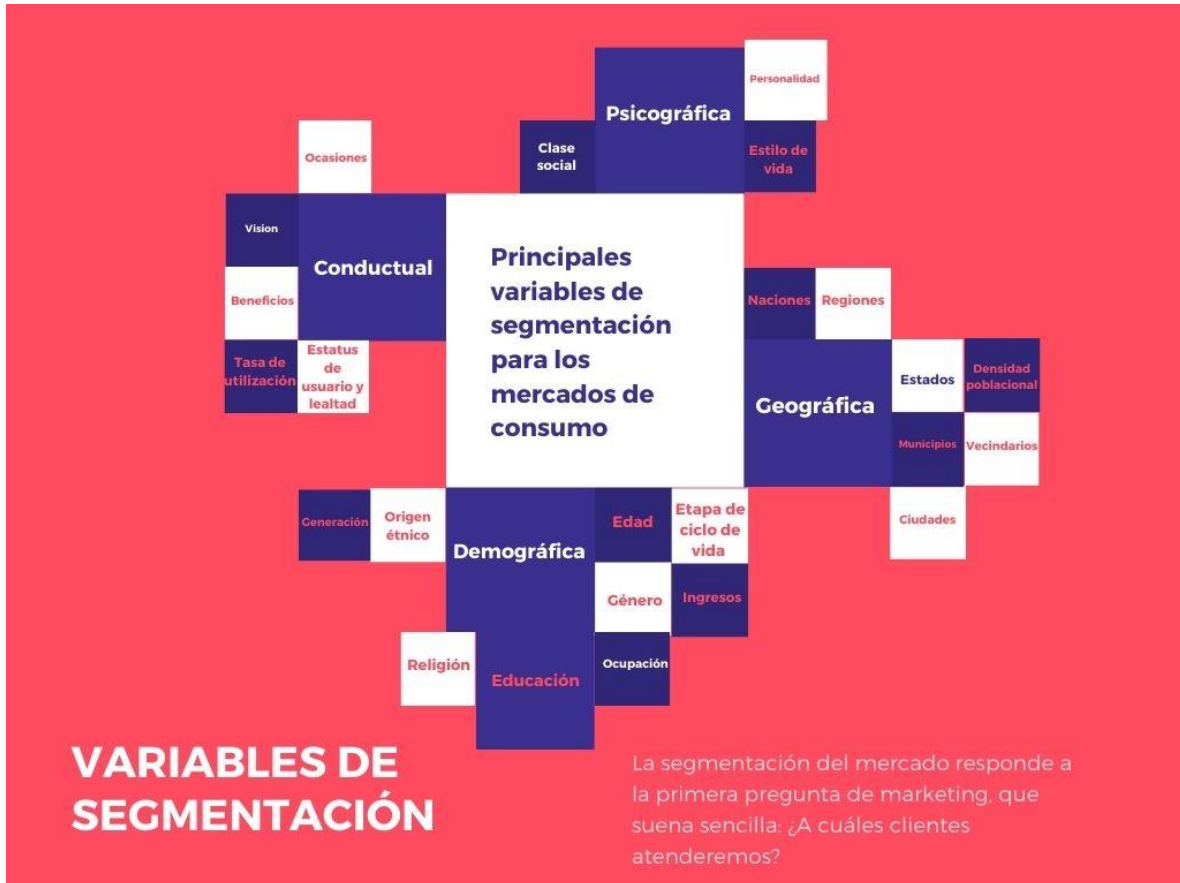 Psicográfica
Personalidad
Clase
social
Estilo de
vida
Ocasiones
Vision
Conductual
Beneficios
Tasa de
utilización
Estatus
de
usuario y
lealtad
Principales
variables de
segmentación
para los
mercados de
consumo
Naciones
Regiones
Geográfica
Estados
Densidad
poblacional
Municipios
Vecindarios
Ciudades
Generación
Origen
étnico
Demográfica
Edad
Etapa de
ciclo de
vida
Género
Ingresos
Religión
Educación
Ocupación
VARIABLES DE
SEGMENTACIÓN
La segmentación del mercado responde a
la primera pregunta de marketing, que
suena sencilla: ¿A cuáles clientes
atenderemos?